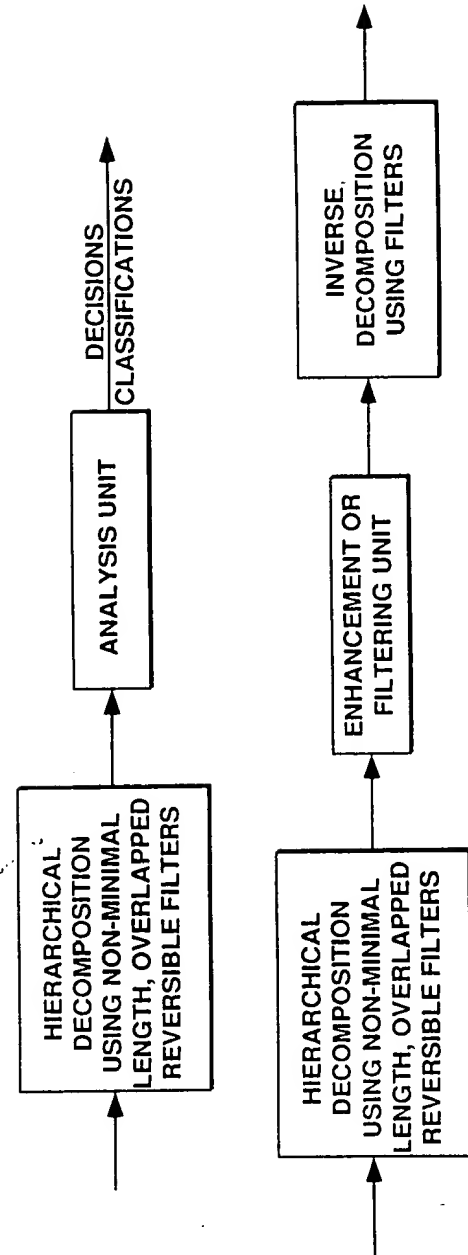 HIERARCHICAL
DECOMPOSITION
USING NON-MINIMAL
LENGTH, OVERLAPPED
REVERSIBLE FILTERS
ANALYSIS UNIT
DECISIONS
CLASSIFICATIONS
HIERARCHICAL
DECOMPOSITION
USING NON-MINIMAL
LENGTH, OVERLAPPED
REVERSIBLE FILTERS
ENHANCEMENT OR
FILTERING UNIT
INVERSE
DECOMPOSITION
USING FILTERS